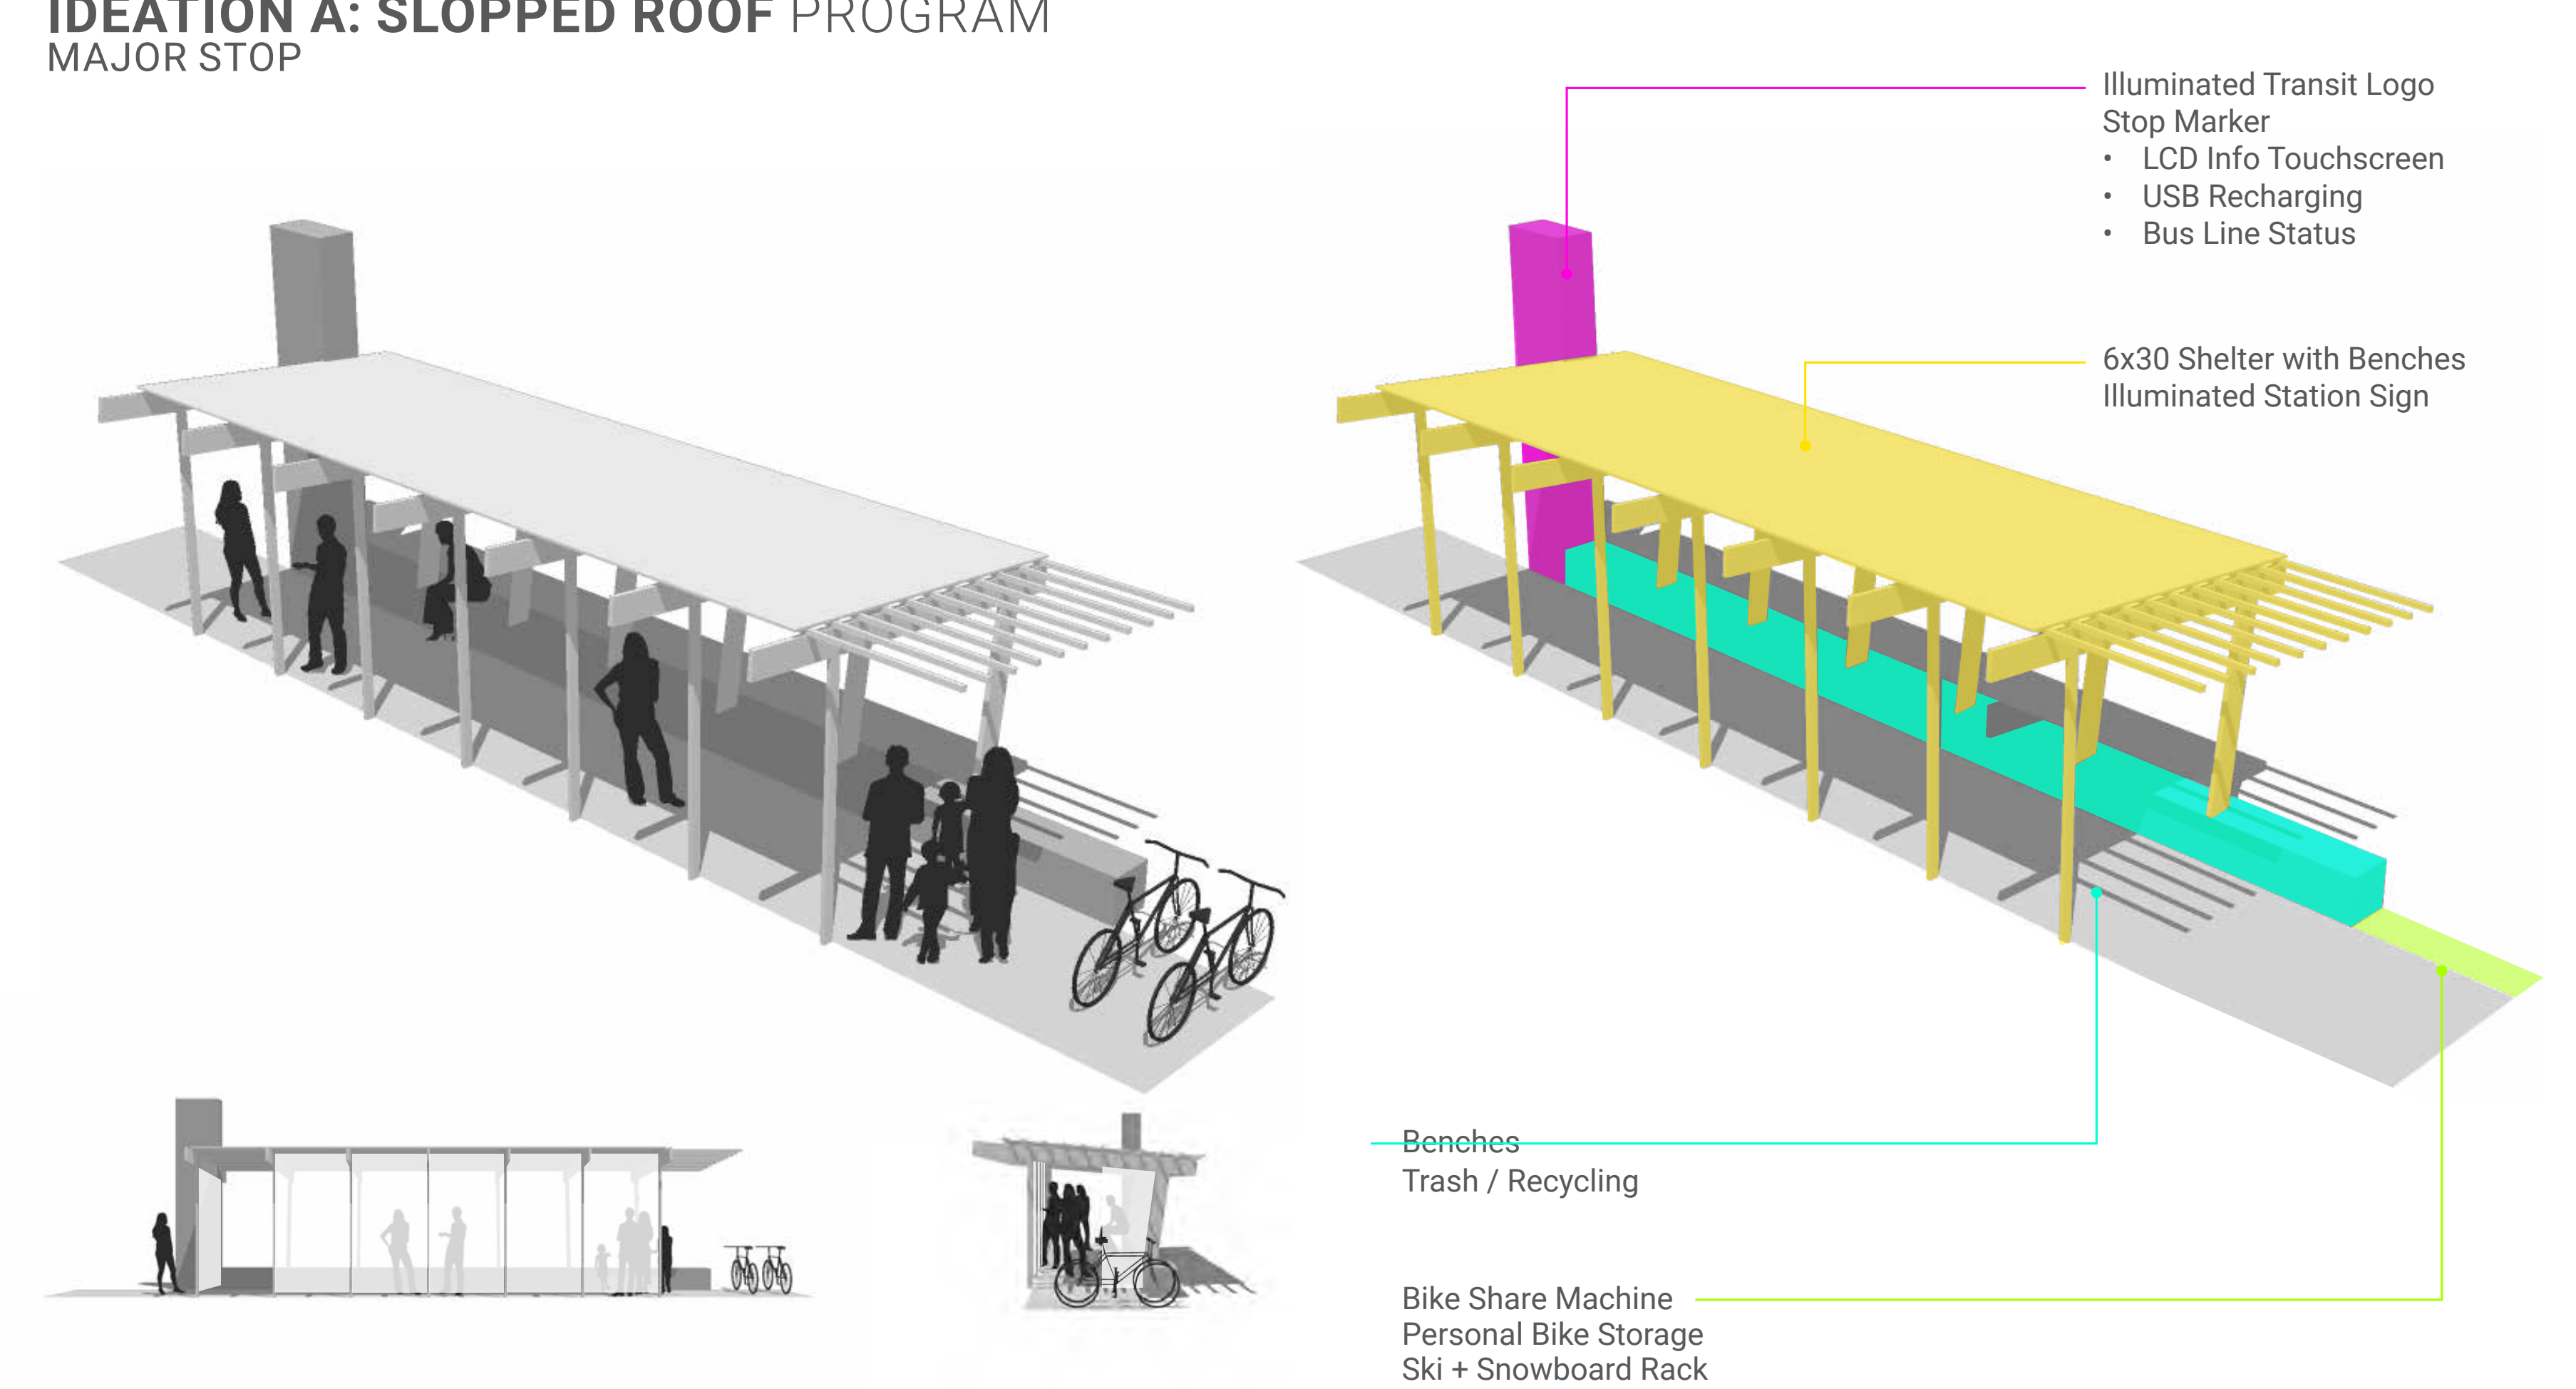 IDEATION A: SLOPPED ROOF PROGRAM
MAJOR STOP
Illuminated Transit Logo
Stop Marker
• LCD Info Touchscreen
• USB Recharging
• Bus Line Status
6x30 Shelter with Benches
Illuminated Station Sign
Benches
Trash / Recycling
Bike Share Machine
Personal Bike Storage
Ski + Snowboard Rack